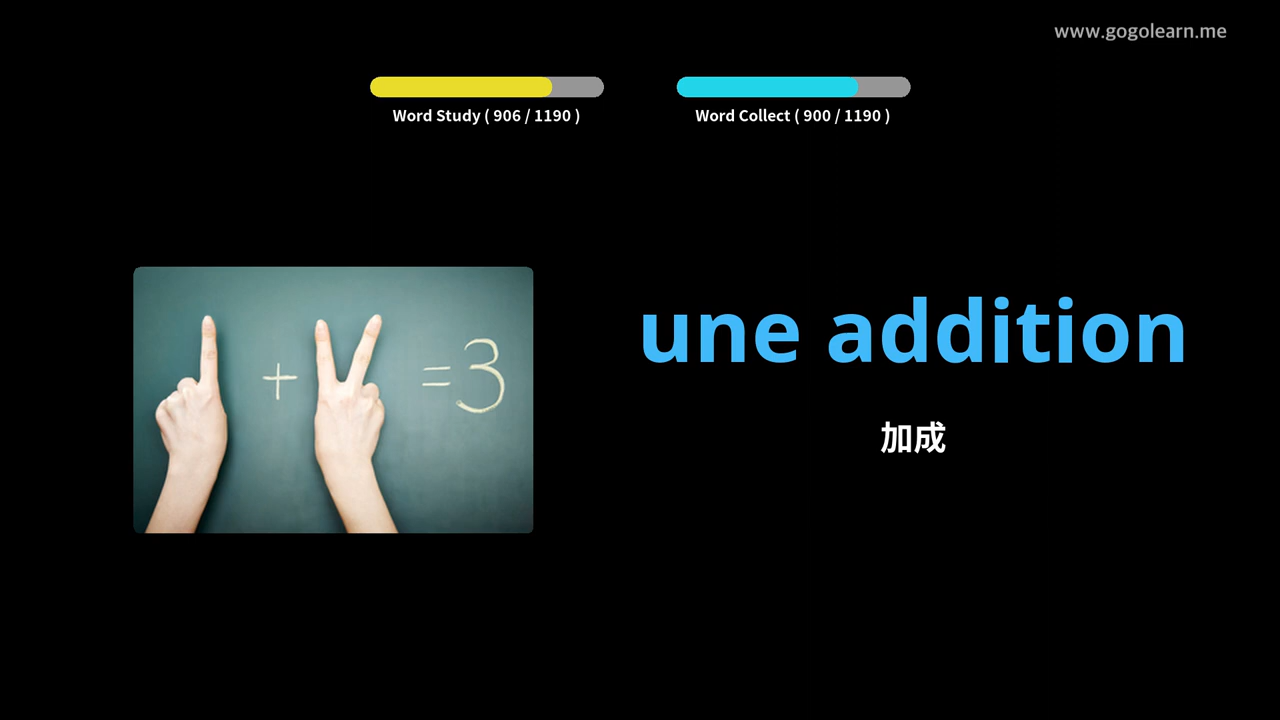 www.gogolearn.me
Word Study ( 906 / 1190 )
Word Collect ( 900 / 1190 )
+ = 3
une addition
加成